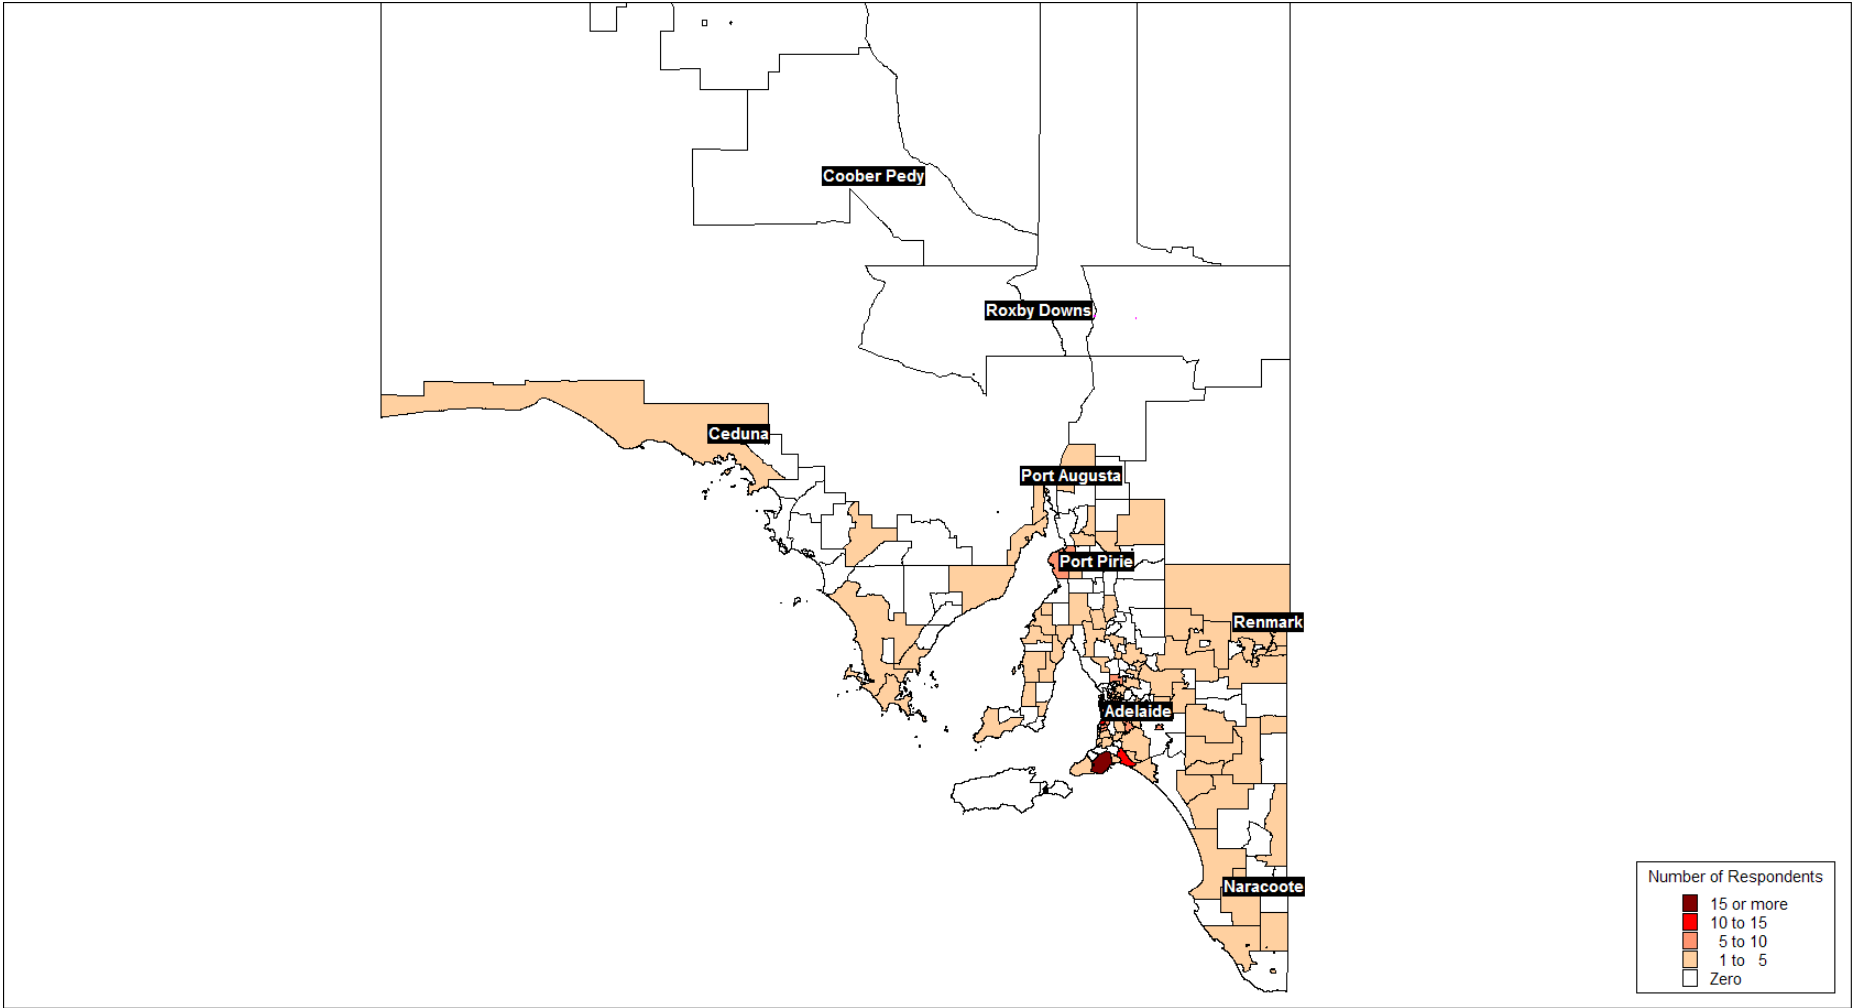 Coober Pedy
Roxby Downs
Ceduna
Port Augusta
Port Pirie
Renmark
Adelaide
Naracoote
Number of Respondents
15 or more
10 to 15
5 to 10
1 to 5
Zero